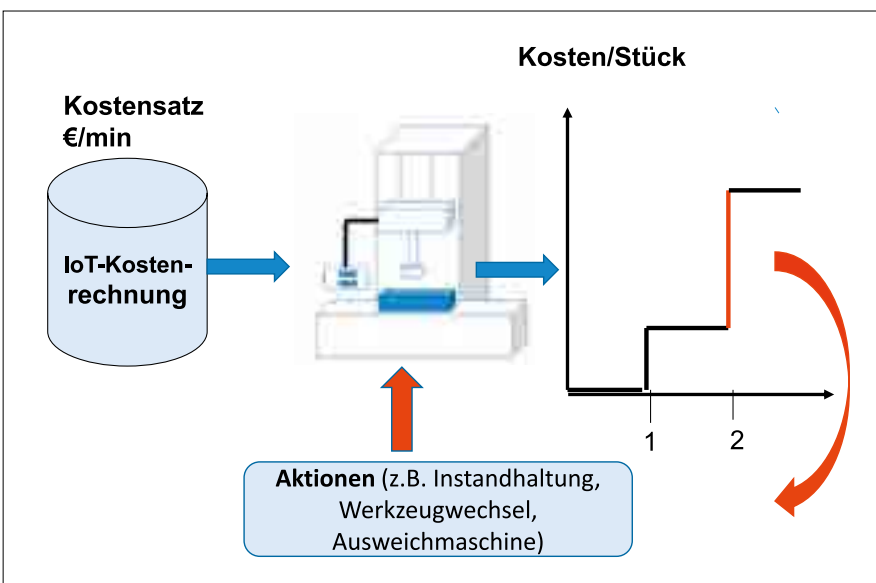 Kosten/Stück
Kostensatz
€/min
IoT-Kosten-
rechnung
1
2
Aktionen (z.B. Instandhaltung,
Werkzeugwechsel,
Ausweichmaschine)